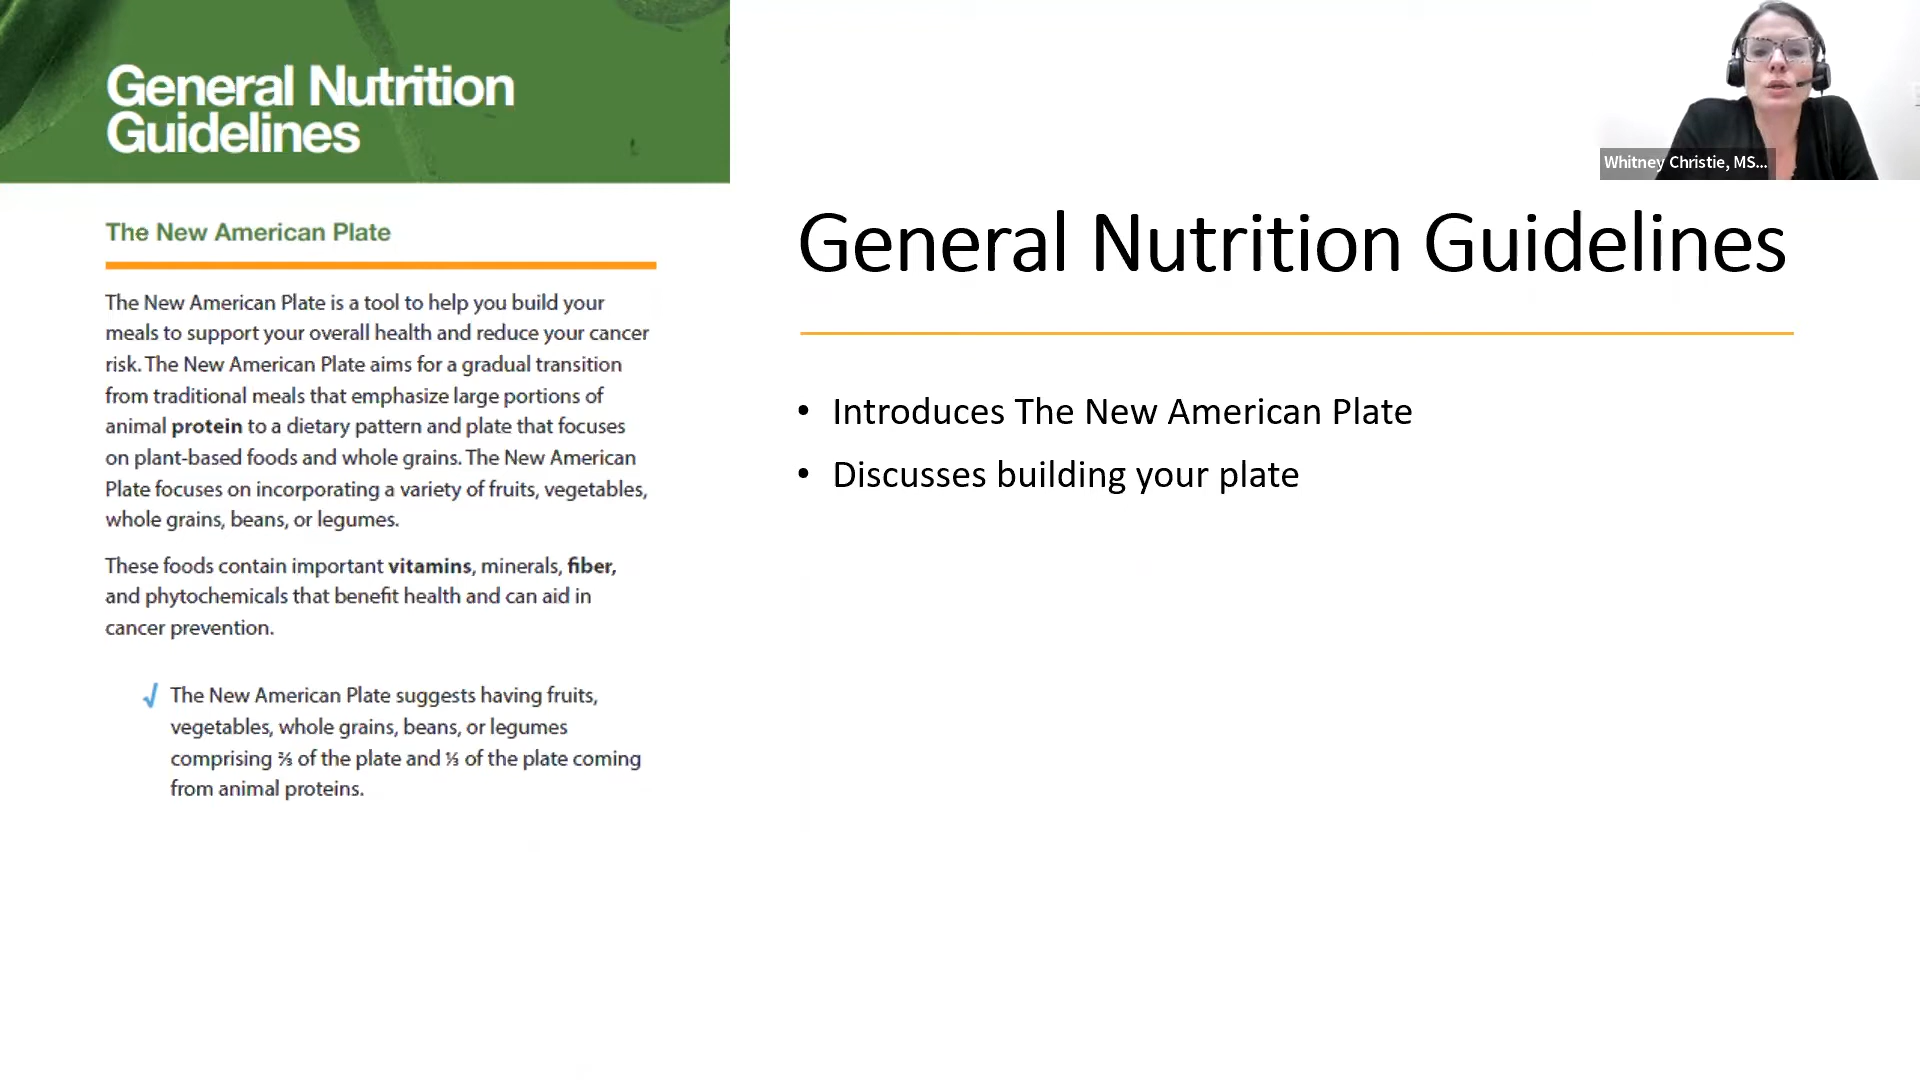 General Nutrition
Guidelines
The New American Plate
The New American Plate is a tool to help you build your
meals to support your overall health and reduce your cancer
risk. The New American Plate aims for a gradual transition
from traditional meals that emphasize large portions of
animal protein to a dietary pattern and plate that focuses
on plant-based foods and whole grains. The New American
Plate focuses on incorporating a variety of fruits, vegetables,
whole grains, beans, or legumes.
These foods contain important vitamins, minerals, fiber,
and phytochemicals that benefit health and can aid in
cancer prevention.
√ The New American Plate suggests having fruits,
vegetables, whole grains, beans, or legumes
comprising ⅔ of the plate and ⅓ of the plate coming
from animal proteins.
General Nutrition Guidelines
• Introduces The New American Plate
• Discusses building your plate
Whitney Christie, MS...